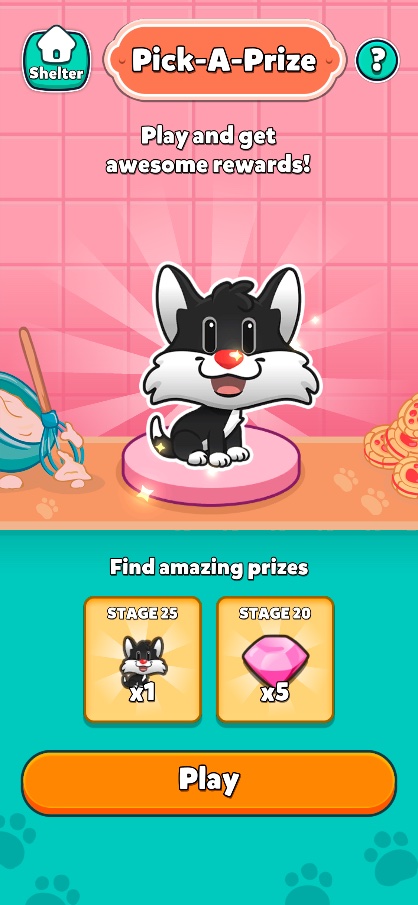 Shelter
Pick-A-Prize
?
Play and get
awesome rewards!
Find amazing prizes
STAGE 25
STAGE 20
x1
x5
Play